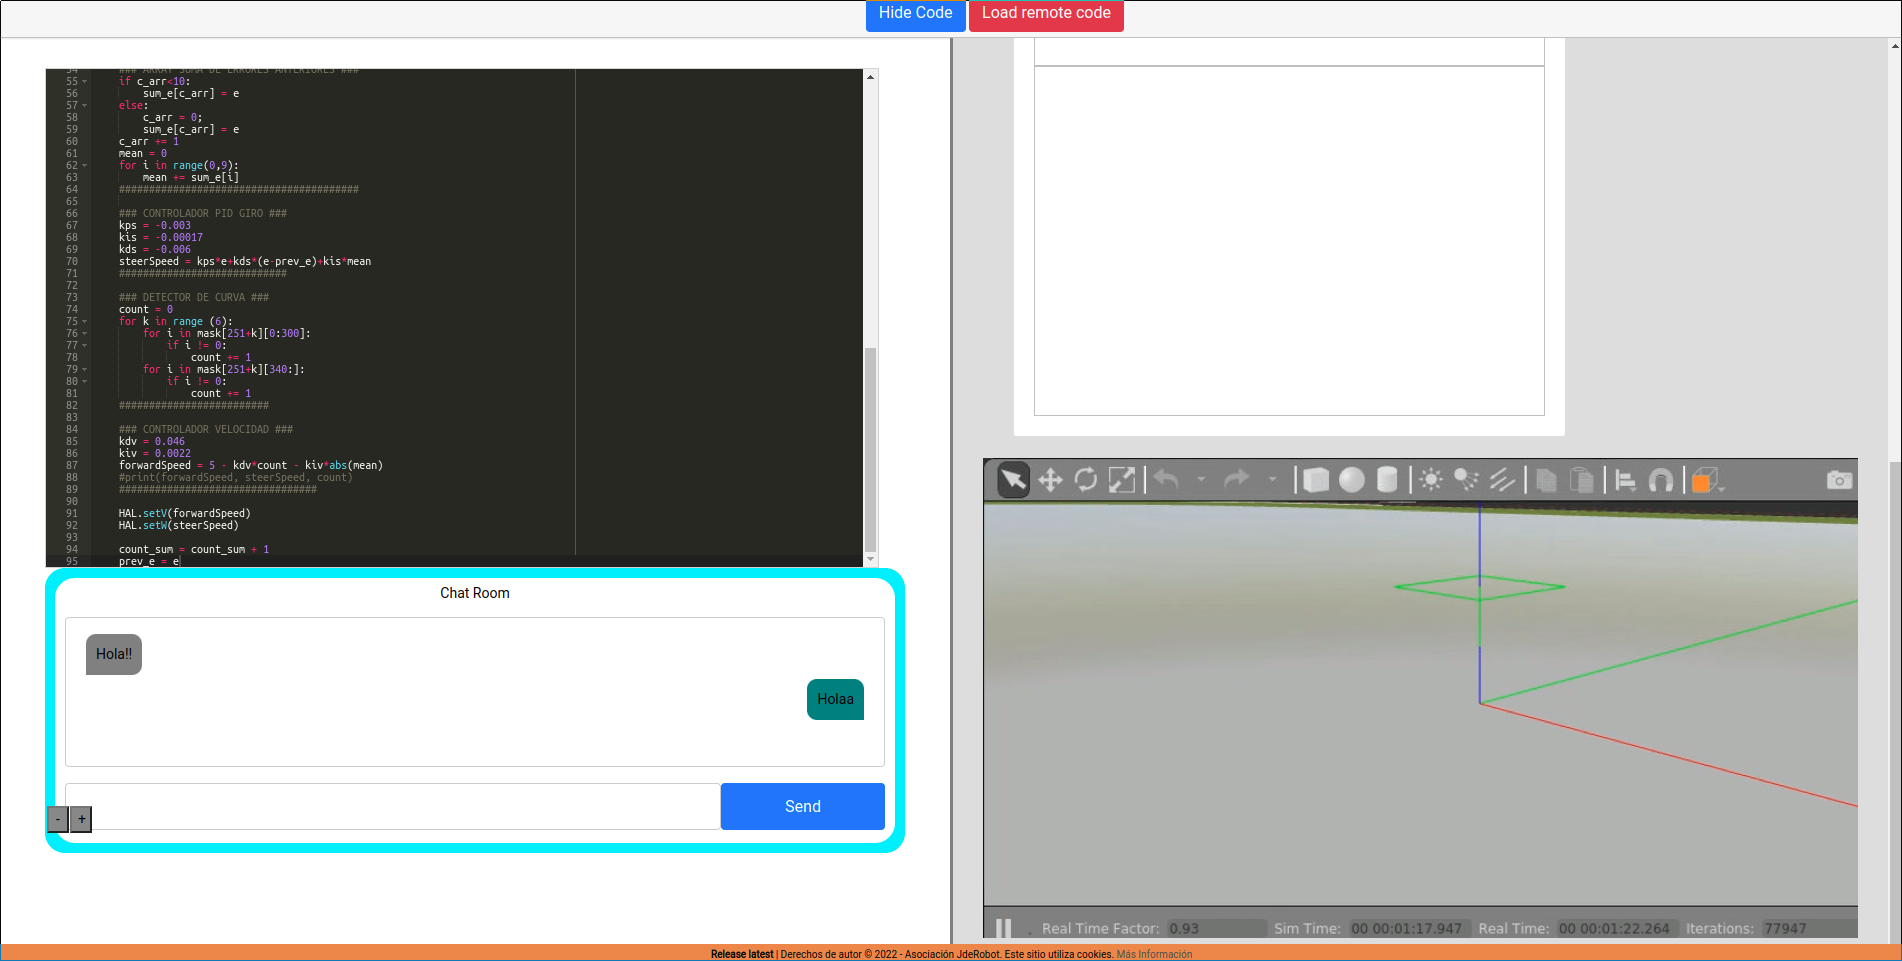 Hide Code
Load remote code
54 ### ARRAY SUMA DE ERRORES ANTERIORES ###
55 if c_arr<10:
56 sum_e[c_arr] = e
57 else:
58 c_arr = 0;
59 sum_e[c_arr] = e
60 c_arr += 1
61 mean = 0
62 for i in range(0,9):
63 mean += sum_e[i]
64 ########################################
65
66 ### CONTROLADOR PID GIRO ###
67 kps = -0.003
68 kis = -0.00017
69 kds = -0.006
70 steerSpeed = kps*e+kds*(e-prev_e)+kis*mean
71 ############################
72
73 ### DETECTOR DE CURVA ###
74 count = 0
75 for k in range (6):
76 for i in mask[251+k][0:300]:
77 if i != 0:
78 count += 1
79 for i in mask[251+k][340:]:
80 if i != 0:
81 count += 1
82 #########################
83
84 ### CONTROLADOR VELOCIDAD ###
85 kdv = 0.046
86 kiv = 0.0022
87 forwardSpeed = 5 - kdv*count - kiv*abs(mean)
88 #print(forwardSpeed, steerSpeed, count)
89 #################################
90
91 HAL.setV(forwardSpeed)
92 HAL.setW(steerSpeed)
93
94 count_sum = count_sum + 1
95 prev_e = e
Chat Room
Hola!!
Holaa
Send
- +
Real Time Factor: 0.93 Sim Time: 00 00:01:17.947 Real Time: 00 00:01:22.264 Iterations: 77947
Release latest | Derechos de autor © 2022 - Asociación JdeRobot. Este sitio utiliza cookies. Más Información